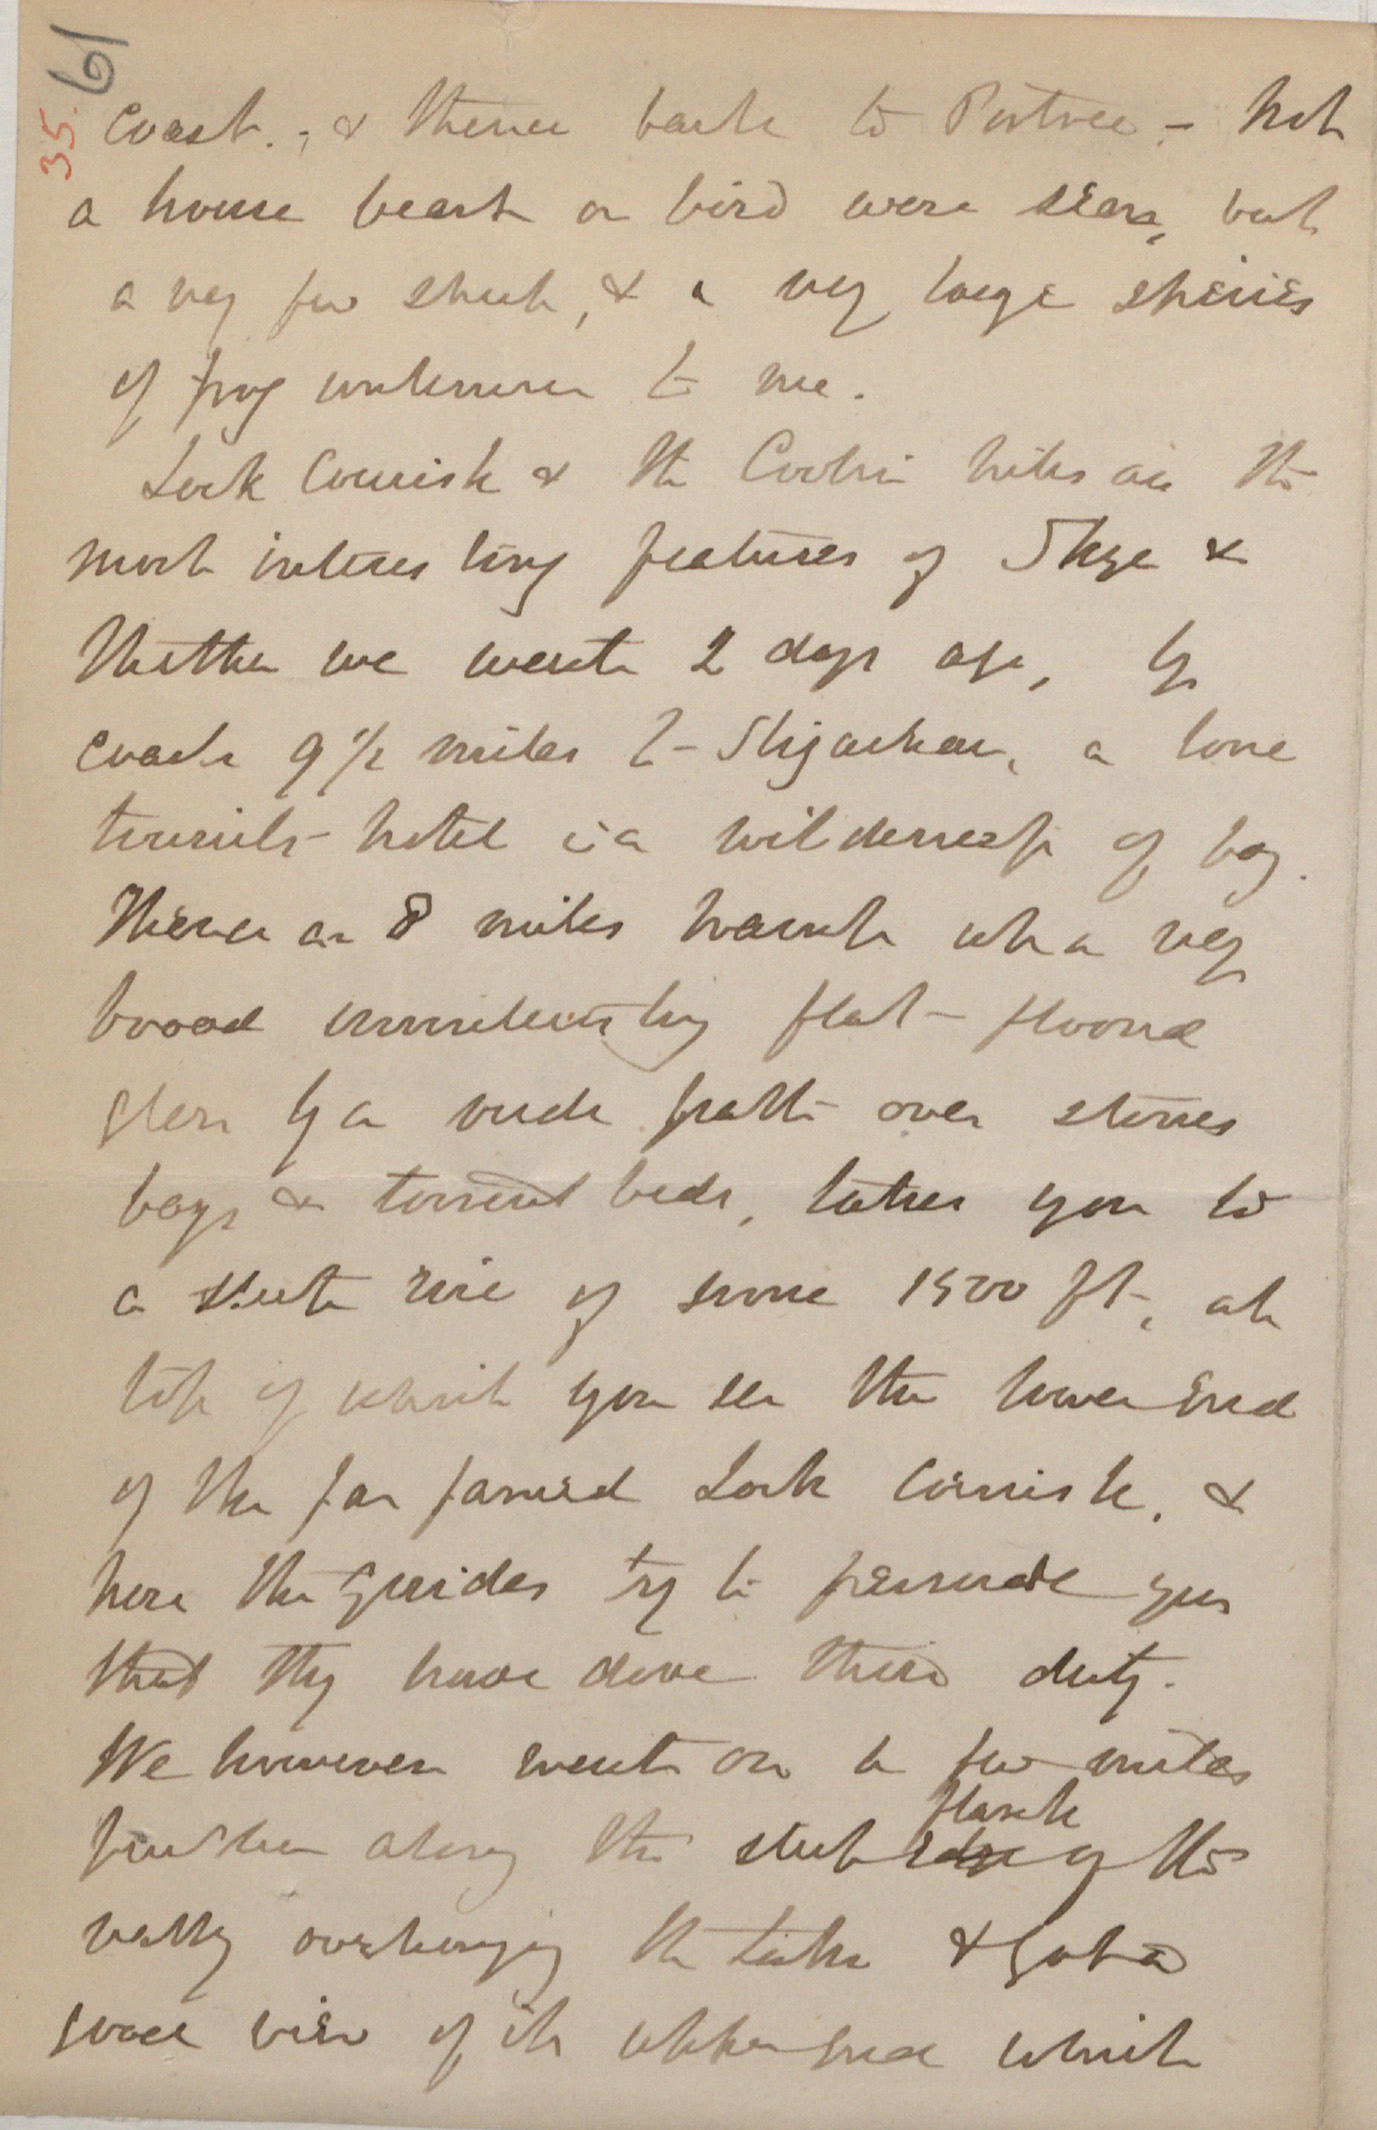 61
35.
coast., & thence back to Portree. – Not
a house beast or bird were seen, but
a very few sheep, & a very large species
of frog unknown to me.
Loch Couisk & the Coolin hills are the
most interesting features of Skye &
thither we went 2 days ago, by
coach 9½ miles to Sligachan, a lone
tourists hotel in a wilderness of bog.
Thence an 8 miles walk up a very
broad flat-floored
glen by a rude path over stones
bogs & torrent beds, takes you to
a steep rise of some 1500 ft, at
top of which you see the lower end
of the far famed Loch Coruisk, &
here the guides try to persuade you
that they have done their duty.
We however went on a few miles
further along the steep flank of the
valley overhanging the Lake & got a
good view of its upper end which